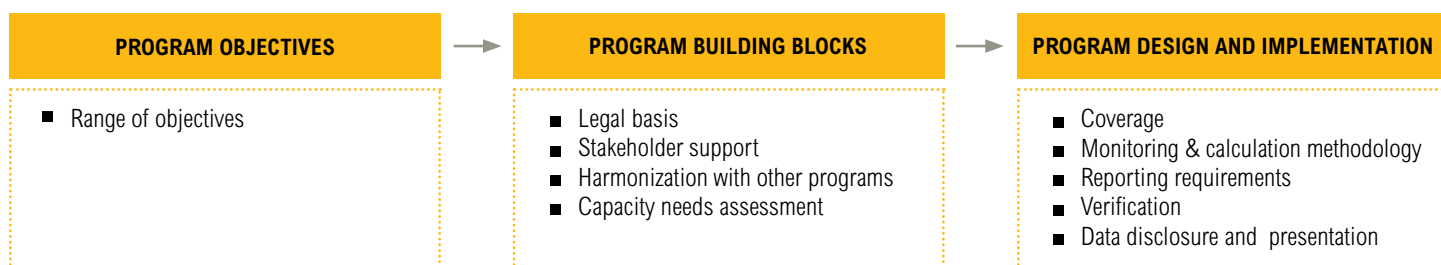 PROGRAM OBJECTIVES
■ Range of objectives
PROGRAM BUILDING BLOCKS
■ Legal basis
■ Stakeholder support
■ Harmonization with other programs
■ Capacity needs assessment
PROGRAM DESIGN AND IMPLEMENTATION
■ Coverage
■ Monitoring & calculation methodology
■ Reporting requirements
■ Verification
■ Data disclosure and presentation